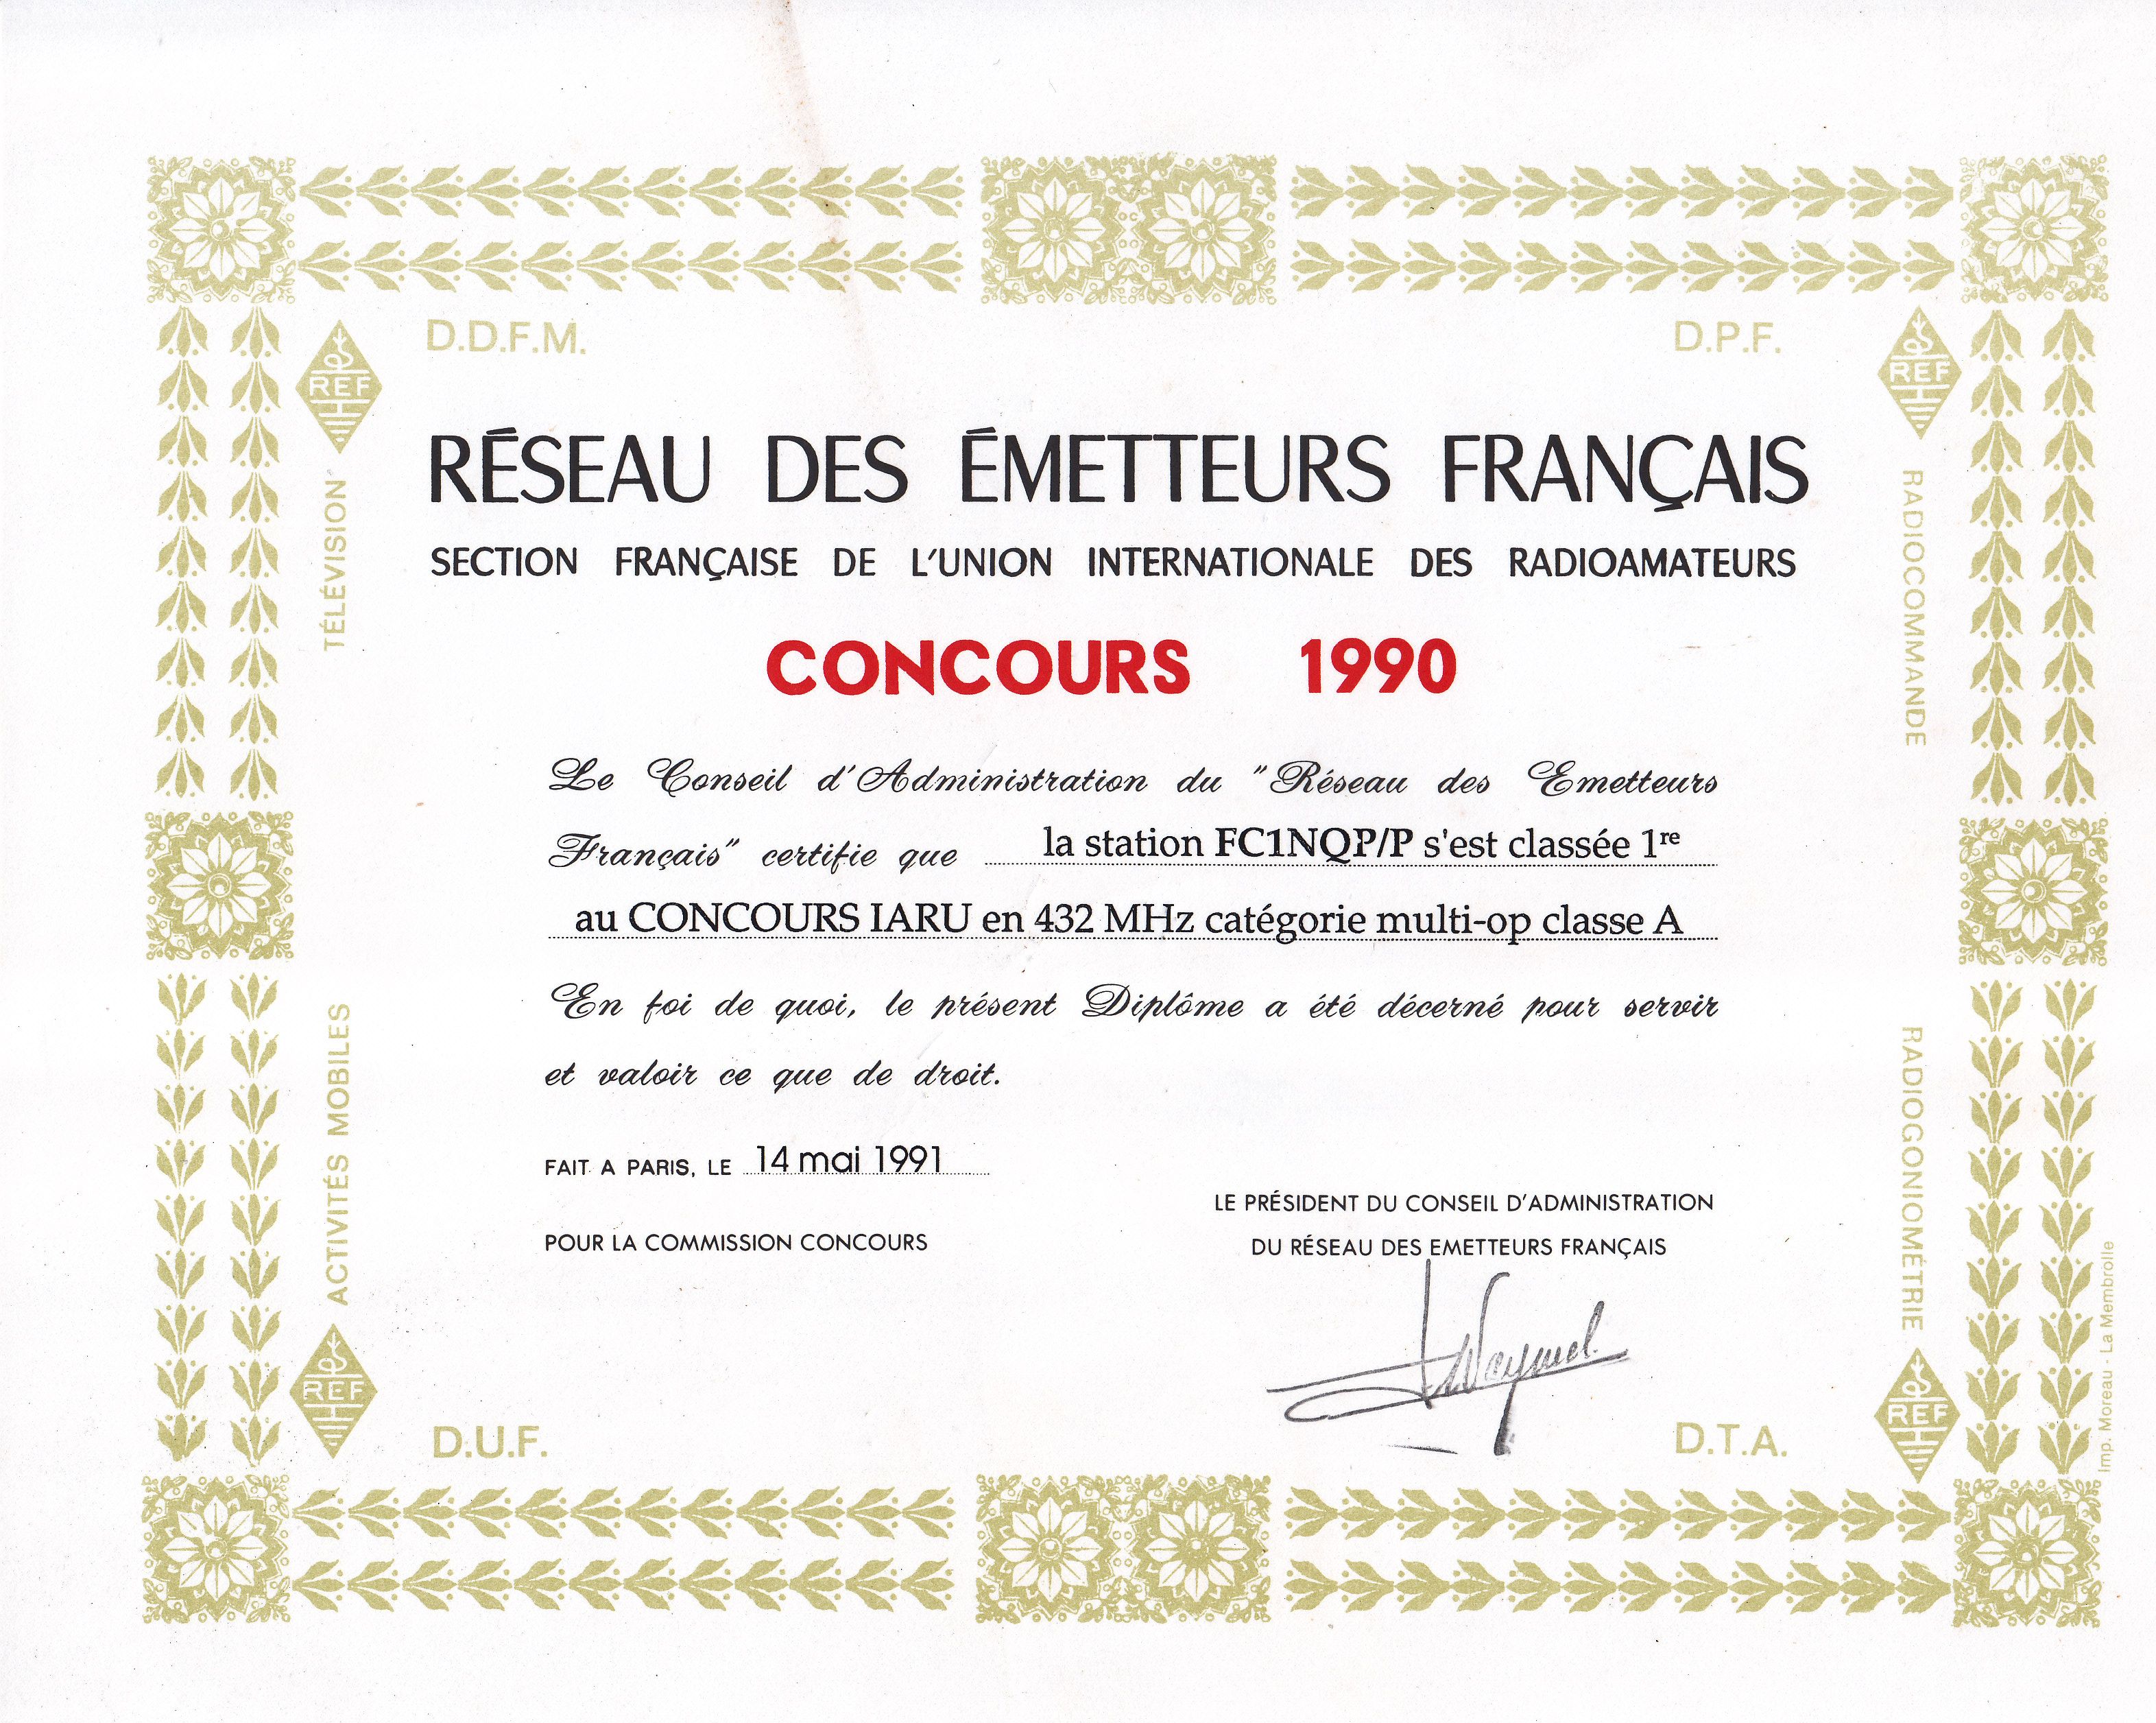 D.D.F.M.
D.P.F.
REF
REF
TÉLÉVISION
RADIOCOMMANDE
RÉSEAU DES ÉMETTEURS FRANÇAIS
SECTION FRANÇAISE DE L'UNION INTERNATIONALE DES RADIOAMATEURS
CONCOURS 1990
Le Conseil d'Administration du "Réseau des Emetteurs
Français" certifie que la station FC1NQP/P s'est classée 1re
au CONCOURS IARU en 432 MHz catégorie multi-op classe A
En foi de quoi, le présent Diplôme a été décerné pour servir
et valoir ce que de droit.
ACTIVITÉS MOBILES
RADIOGONIOMÉTRIE
FAIT A PARIS, LE 14 mai 1991
LE PRÉSIDENT DU CONSEIL D'ADMINISTRATION
POUR LA COMMISSION CONCOURS
DU RÉSEAU DES EMETTEURS FRANÇAIS
REF
REF
D.U.F.
D.T.A.
Imp. Moreau - La Membrolle